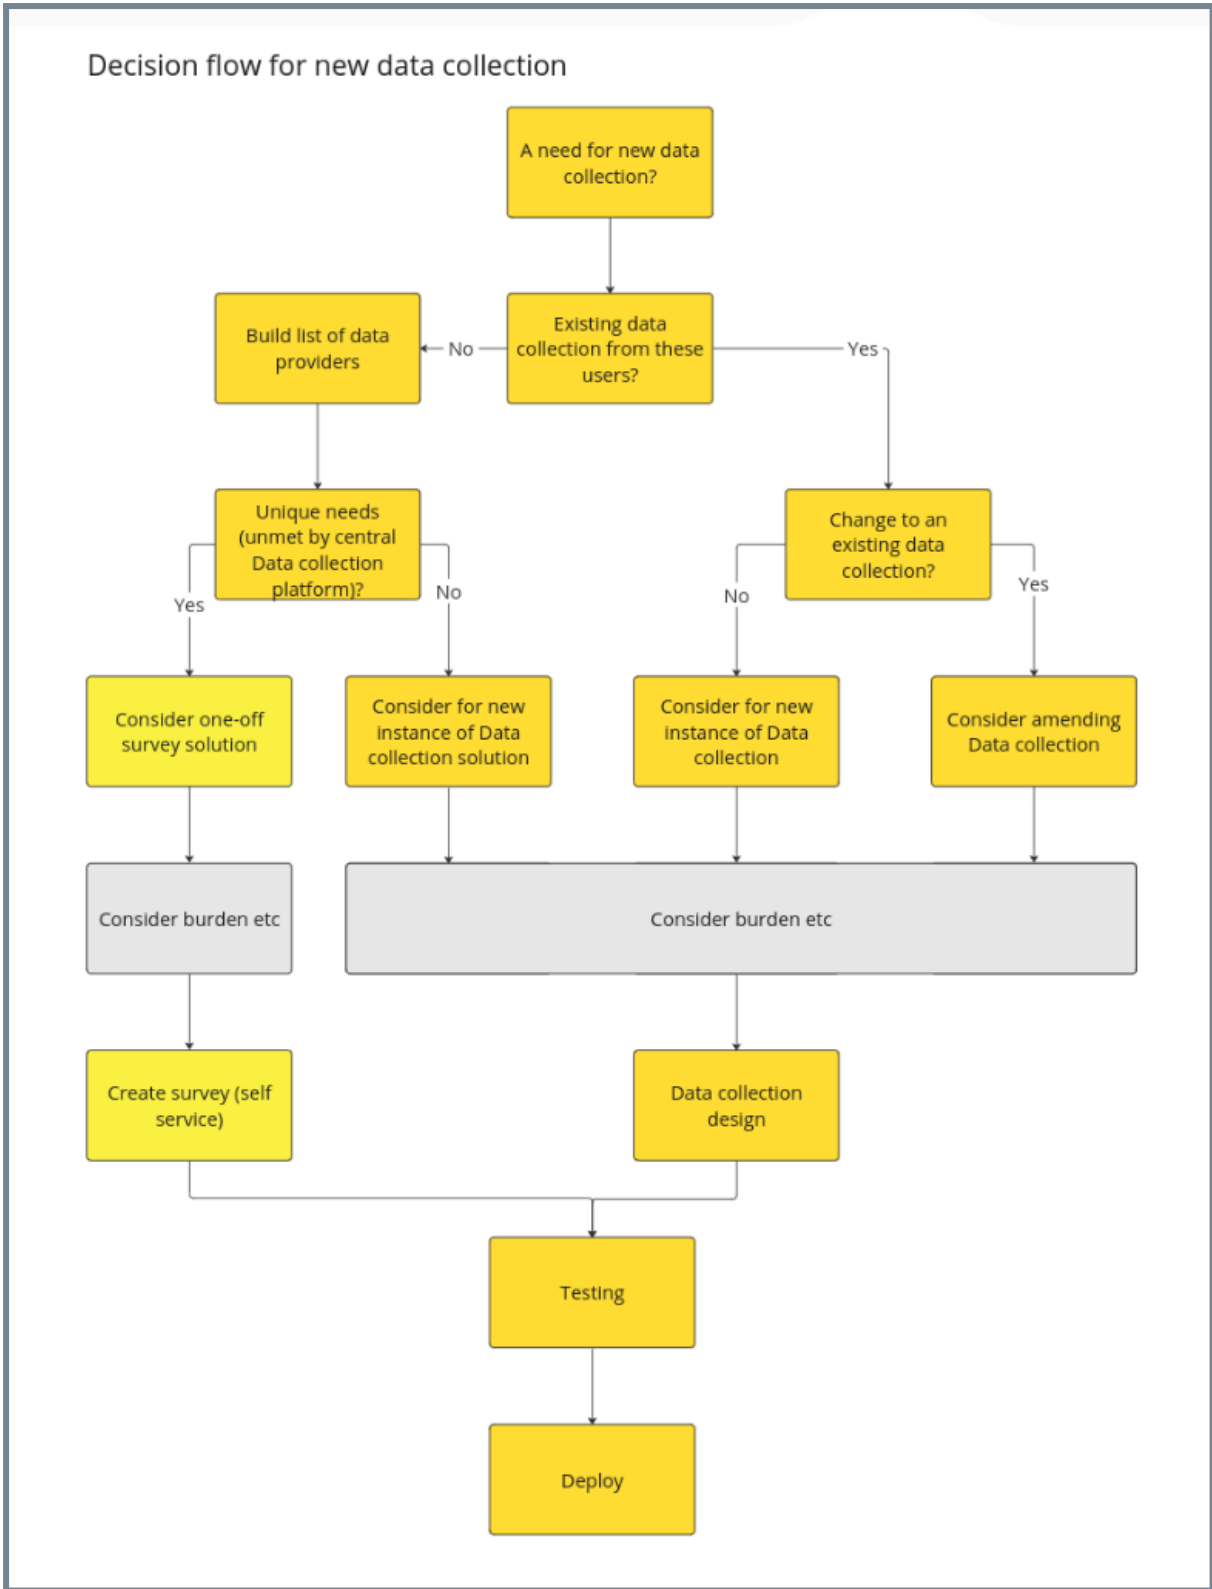 Decision flow for new data collection
A need for new data
collection?
Existing data
collection from these
users?
No
Yes
Build list of data
providers
Unique needs
(unmet by central
Data collection
platform)?
Yes
No
Change to an
existing data
collection?
No
Yes
Consider one-off
survey solution
Consider for new
instance of Data
collection solution
Consider for new
instance of Data
collection
Consider amending
Data collection
Consider burden etc
Consider burden etc
Create survey (self
service)
Data collection
design
Testing
Deploy